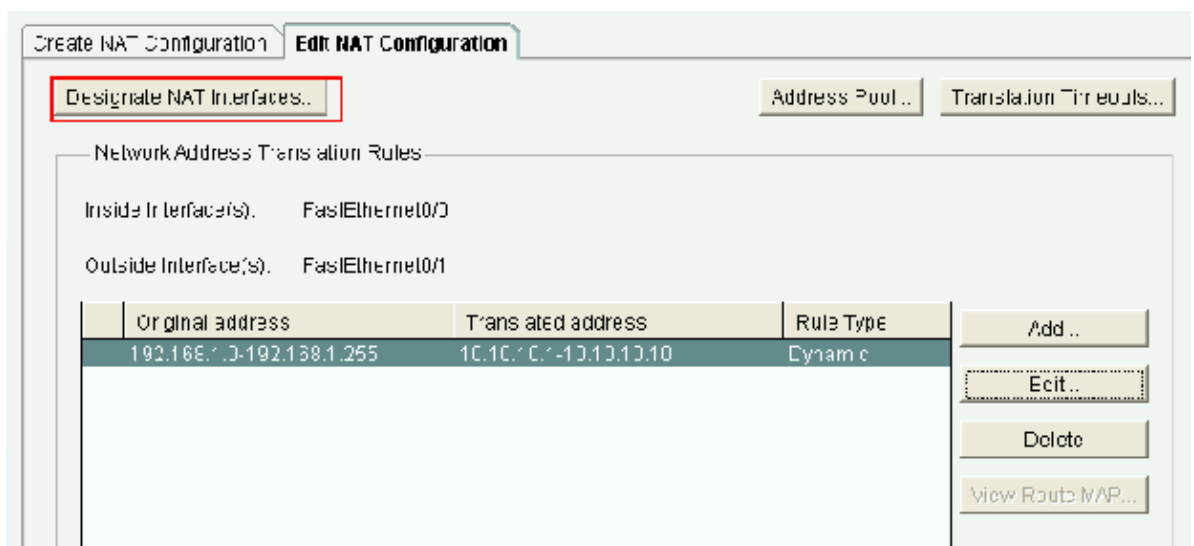 Create NAT Configuration
Edit NAT Configuration
Designate NAT Interfaces..
Address Pool ..
Translation Timeouts...
Network Address Translation Rules
Inside Interface(s): FastEthernet0/0
Outside Interface(s): FastEthernet0/1
Original address Translated address Rule Type
192.168.1.0-192.168.1.255 10.10.10.1-10.10.10.10 Dynamic
Add ..
Edit ..
Delete
View Route MAP...